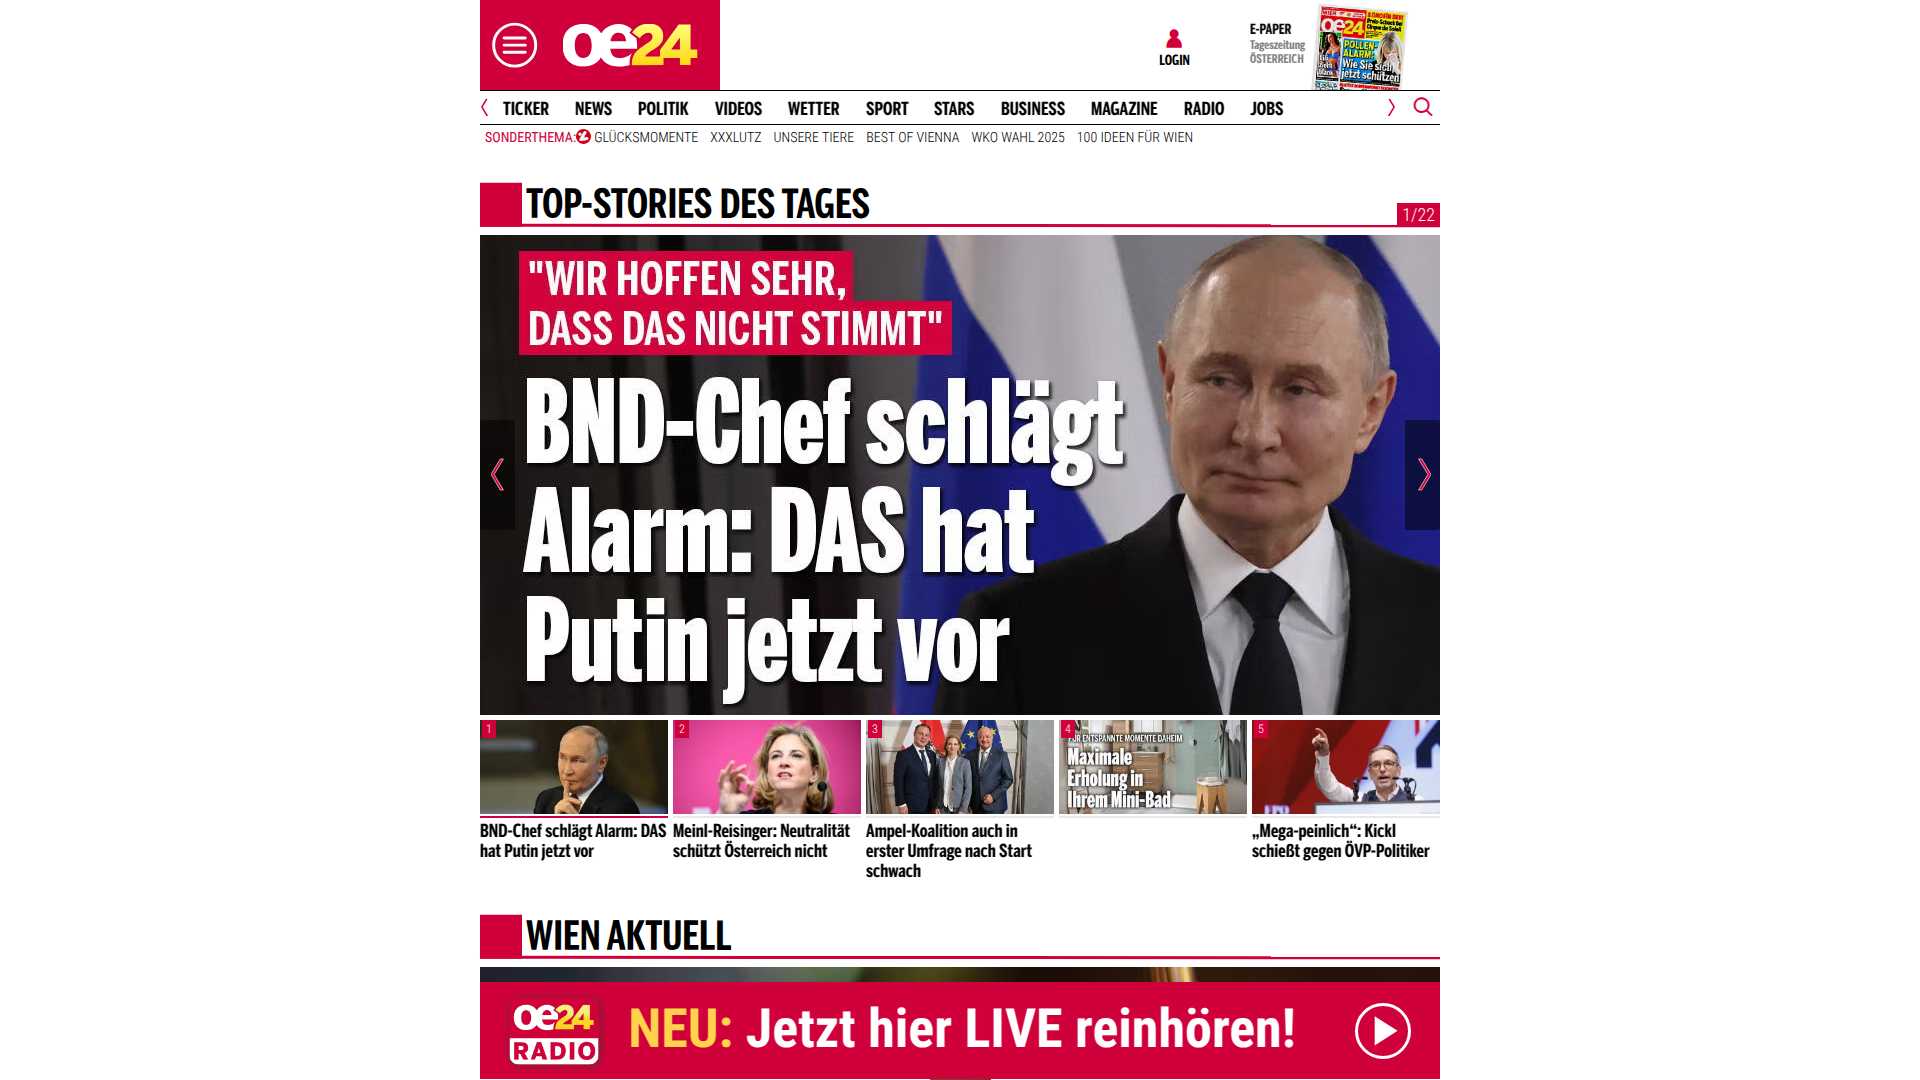 oe24
LOGIN
E-PAPER
Tageszeitung
ÖSTERREICH
oe24
POLLEN-
ALARM:
Wie Sie sich
jetzt schützen
TICKER NEWS POLITIK VIDEOS WETTER SPORT STARS BUSINESS MAGAZINE RADIO JOBS
SONDERTHEMA: GLÜCKSMOMENTE XXXLUTZ UNSERE TIERE BEST OF VIENNA WKO WAHL 2025 100 IDEEN FÜR WIEN
TOP-STORIES DES TAGES
1/22
"WIR HOFFEN SEHR,
DASS DAS NICHT STIMMT"
BND-Chef schlägt
Alarm: DAS hat
Putin jetzt vor
1
BND-Chef schlägt Alarm: DAS
hat Putin jetzt vor
2
Meinl-Reisinger: Neutralität
schützt Österreich nicht
3
Ampel-Koalition auch in
erster Umfrage nach Start
schwach
4
FÜR ENTSPANNTE MOMENTE DAHEIM
Maximale
Erholung in
Ihrem Mini-Bad
5
„Mega-peinlich“: Kickl
schießt gegen ÖVP-Politiker
WIEN AKTUELL
oe24
RADIO
NEU: Jetzt hier LIVE reinhören!